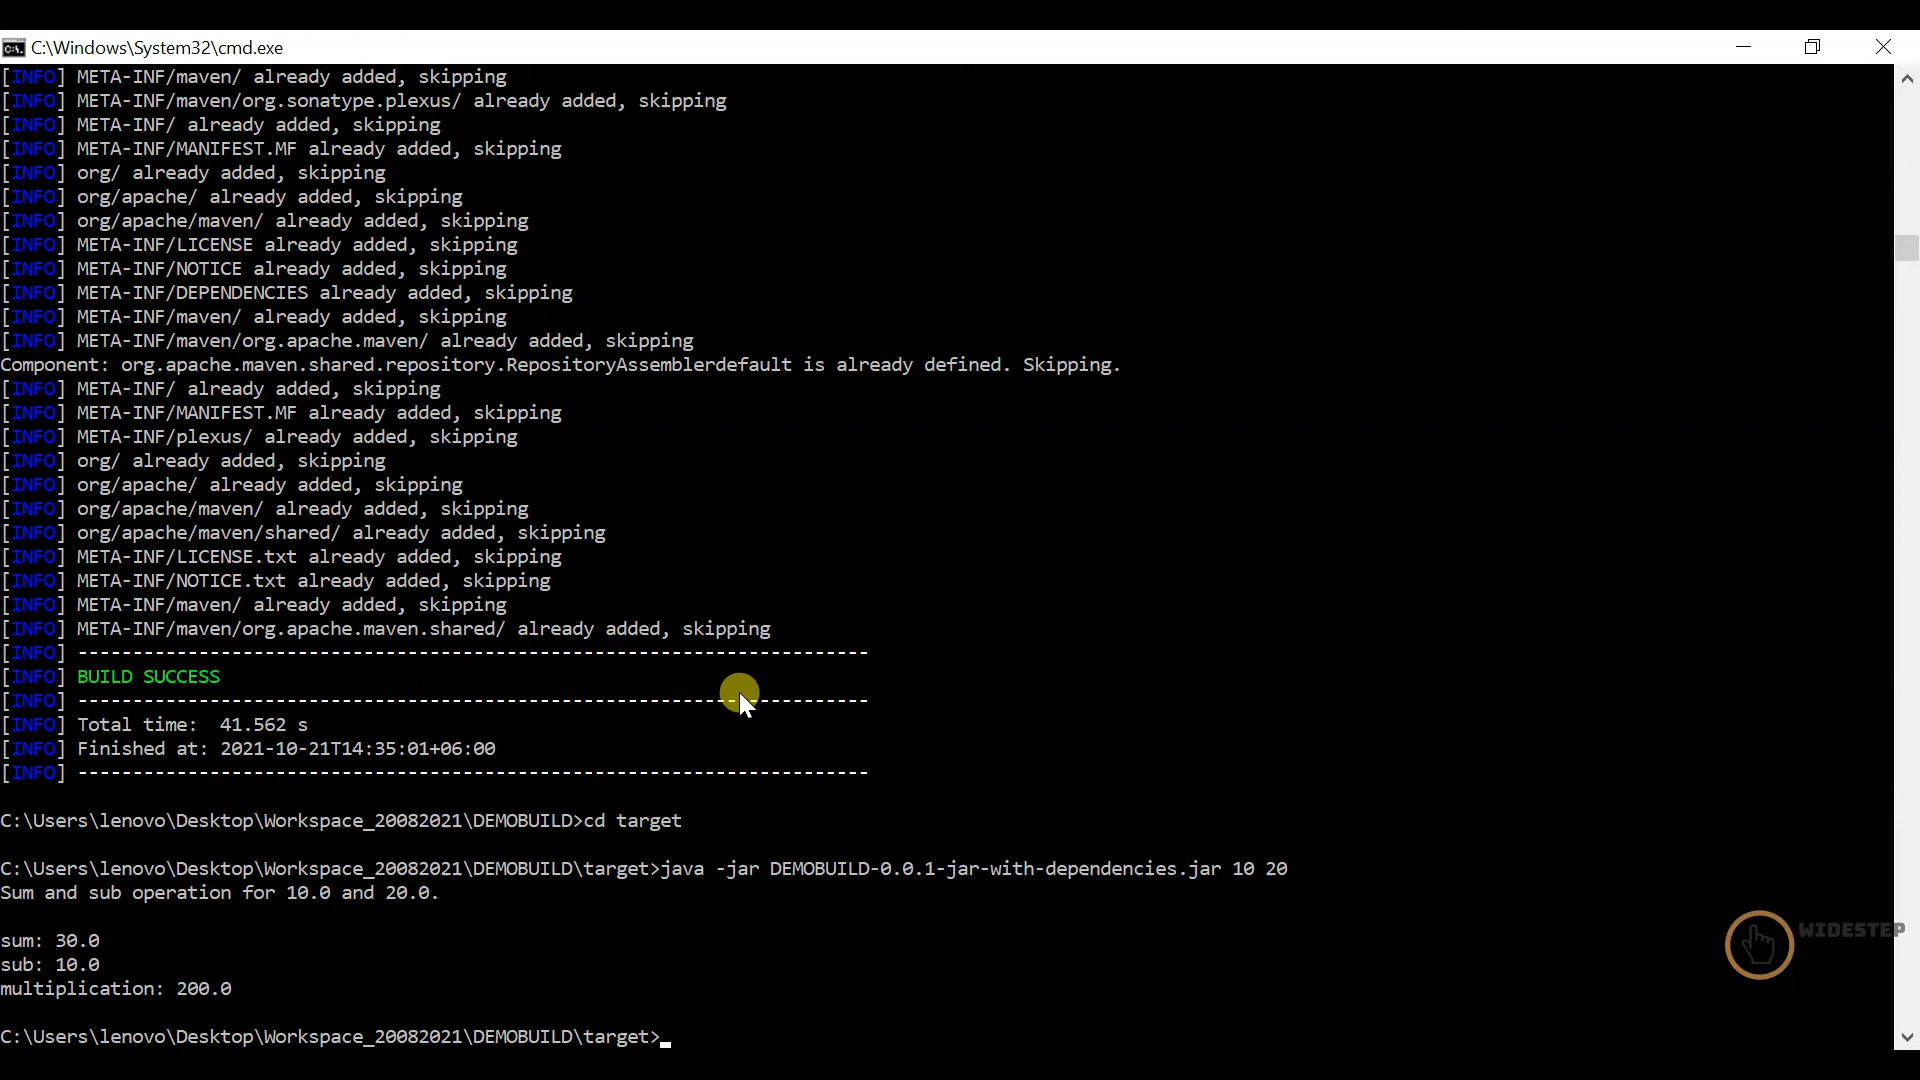 C:\Windows\System32\cmd.exe
[INFO] META-INF/maven/ already added, skipping
[INFO] META-INF/maven/org.sonatype.plexus/ already added, skipping
[INFO] META-INF/ already added, skipping
[INFO] META-INF/MANIFEST.MF already added, skipping
[INFO] org/ already added, skipping
[INFO] org/apache/ already added, skipping
[INFO] org/apache/maven/ already added, skipping
[INFO] META-INF/LICENSE already added, skipping
[INFO] META-INF/NOTICE already added, skipping
[INFO] META-INF/DEPENDENCIES already added, skipping
[INFO] META-INF/maven/ already added, skipping
[INFO] META-INF/maven/org.apache.maven/ already added, skipping
Component: org.apache.maven.shared.repository.RepositoryAssemblerdefault is already defined. Skipping.
[INFO] META-INF/ already added, skipping
[INFO] META-INF/MANIFEST.MF already added, skipping
[INFO] META-INF/plexus/ already added, skipping
[INFO] org/ already added, skipping
[INFO] org/apache/ already added, skipping
[INFO] org/apache/maven/ already added, skipping
[INFO] org/apache/maven/shared/ already added, skipping
[INFO] META-INF/LICENSE.txt already added, skipping
[INFO] META-INF/NOTICE.txt already added, skipping
[INFO] META-INF/maven/ already added, skipping
[INFO] META-INF/maven/org.apache.maven.shared/ already added, skipping
[INFO] ------------------------------------------------------------------------
[INFO] BUILD SUCCESS
[INFO] ------------------------------------------------------------------------
[INFO] Total time:  41.562 s
[INFO] Finished at: 2021-10-21T14:35:01+06:00
[INFO] ------------------------------------------------------------------------
C:\Users\lenovo\Desktop\Workspace_20082021\DEMOBUILD>cd target
C:\Users\lenovo\Desktop\Workspace_20082021\DEMOBUILD\target>java -jar DEMOBUILD-0.0.1-jar-with-dependencies.jar 10 20
Sum and sub operation for 10.0 and 20.0.
sum: 30.0
sub: 10.0
multiplication: 200.0
C:\Users\lenovo\Desktop\Workspace_20082021\DEMOBUILD\target>
WIDESTEP